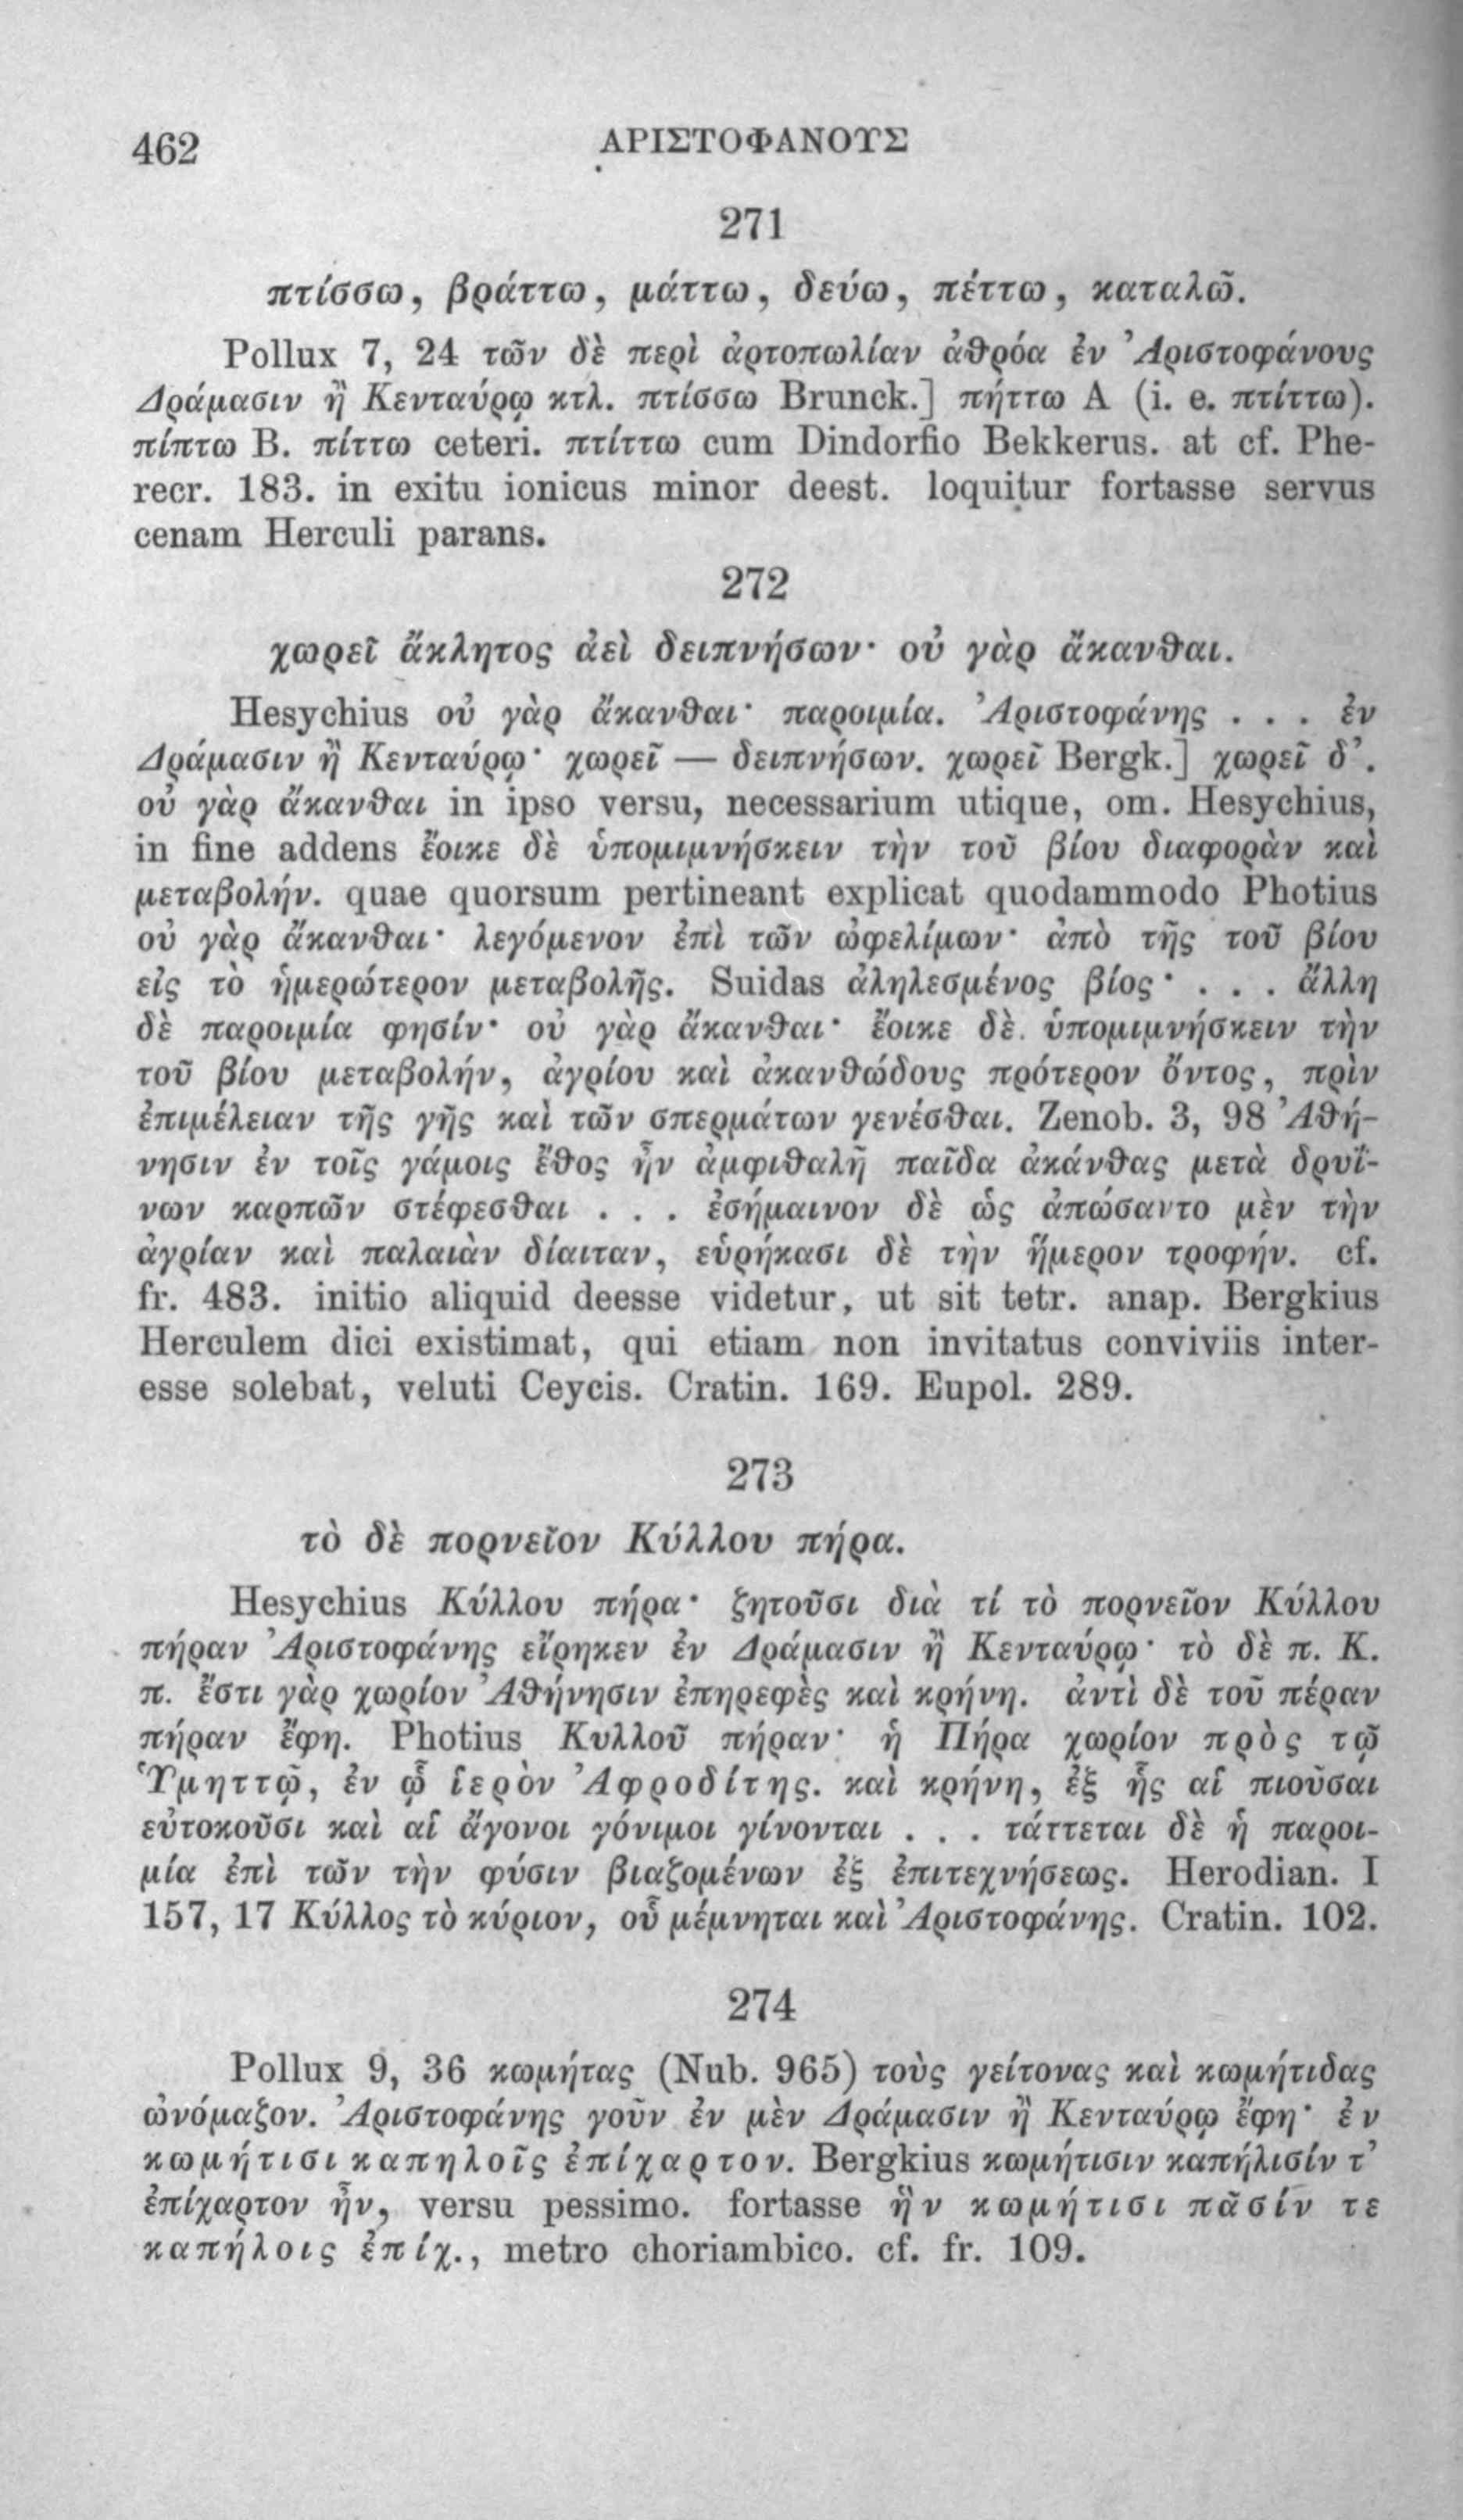 462
ΑΡΙΣΤΟΦΑΝΟΥΣ
271
πτίσσω, βράττω, μάττω, δεύω, πέττω, καταλῶ.
Pollux 7, 24 τῶν δὲ περὶ ἀρτοπωλίαν ἀθρόα ἐν Ἀριστοφάνους
Δράμασιν ἢ Κενταύρῳ κτλ. πτίσσω Brunck.] πήττω A (i. e. πτίττω).
πίπτω B. πίττω ceteri. πτίττω cum Dindorfio Bekkerus. at cf. Phe-
recr. 183. in exitu ionicus minor deest. loquitur fortasse servus
cenam Herculi parans.
272
χωρεῖ ἄκλητος ἀεὶ δειπνήσων· οὐ γὰρ ἄκανθαι.
Hesychius οὐ γὰρ ἄκανθαι· παροιμία. Ἀριστοφάνης . . . ἐν
Δράμασιν ἢ Κενταύρῳ· χωρεῖ — δειπνήσων. χωρεῖ Bergk.] χωρεῖ δ᾽.
οὐ γὰρ ἄκανθαι in ipso versu, necessarium utique, om. Hesychius,
in fine addens ἔοικε δὲ ὑπομιμνήσκειν τὴν τοῦ βίου διαφορὰν καὶ
μεταβολήν. quae quorsum pertineant explicat quodammodo Photius
οὐ γὰρ ἄκανθαι· λεγόμενον ἐπὶ τῶν ὠφελίμων· ἀπὸ τῆς τοῦ βίου
εἰς τὸ ἡμερώτερον μεταβολῆς. Suidas ἀληλεσμένος βίος· . . . ἄλλη
δὲ παροιμία φησίν· οὐ γὰρ ἄκανθαι· ἔοικε δὲ ὑπομιμνήσκειν τὴν
τοῦ βίου μεταβολήν, ἀγρίου καὶ ἀκανθώδους πρότερον ὄντος, πρὶν
ἐπιμέλειαν τῆς γῆς καὶ τῶν σπερμάτων γενέσθαι. Zenob. 3, 98 Ἀθή-
νησιν ἐν τοῖς γάμοις ἔθος ἦν ἀμφιθαλῆ παῖδα ἀκάνθας μετὰ δρυΐ-
νων καρπῶν στέφεσθαι . . . ἐσήμαινον δὲ ὡς ἀπώσαντο μὲν τὴν
ἀγρίαν καὶ παλαιὰν δίαιταν, εὑρήκασι δὲ τὴν ἥμερον τροφήν. cf.
fr. 483. initio aliquid deesse videtur, ut sit tetr. anap. Bergkius
Herculem dici existimat, qui etiam non invitatus conviviis inter-
esse solebat, veluti Ceycis. Cratin. 169. Eupol. 289.
273
τὸ δὲ πορνεῖον Κύλλου πήρα.
Hesychius Κύλλου πήρα· ζητοῦσι διὰ τί τὸ πορνεῖον Κύλλου
πήραν Ἀριστοφάνης εἴρηκεν ἐν Δράμασιν ἢ Κενταύρῳ· τὸ δὲ π. Κ.
π. ἔστι γὰρ χωρίον Ἀθήνησιν ἐπηρεφὲς καὶ κρήνη. ἀντὶ δὲ τοῦ πέραν
πήραν ἔφη. Photius Κυλλοῦ πήραν· ἡ Πήρα χωρίον πρὸς τῷ
Ὑμηττῷ, ἐν ᾧ ἱερὸν Ἀφροδίτης. καὶ κρήνη, ἐξ ἧς αἱ πιοῦσαι
εὐτοκοῦσι καὶ αἱ ἄγονοι γόνιμοι γίνονται . . . τάττεται δὲ ἡ παροι-
μία ἐπὶ τῶν τὴν φύσιν βιαζομένων ἐξ ἐπιτεχνήσεως. Herodian. I
157, 17 Κύλλος τὸ κύριον, οὗ μέμνηται καὶ Ἀριστοφάνης. Cratin. 102.
274
Pollux 9, 36 κωμήτας (Nub. 965) τοὺς γείτονας καὶ κωμήτιδας
ὠνόμαζον. Ἀριστοφάνης γοῦν ἐν μὲν Δράμασιν ἢ Κενταύρῳ ἔφη· ἐν
κωμήτισι καπηλοῖς ἐπίχαρτον. Bergkius κωμήτισιν καπήλισίν τ᾽
ἐπίχαρτον ἦν, versu pessimo. fortasse ἢν κωμήτισι πᾶσίν τε
καπήλοις ἐπίχ., metro choriambico. cf. fr. 109.